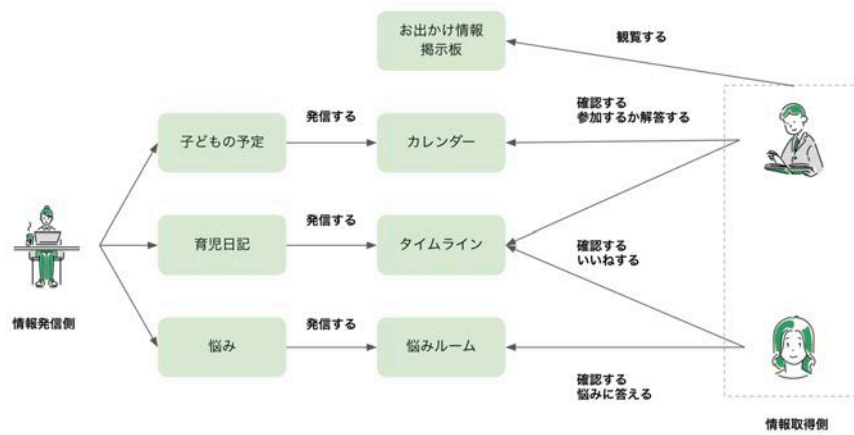 お出かけ情報
掲示板
観覧する
確認する
参加するか解答する
発信する
子どもの予定
カレンダー
発信する
育児日記
タイムライン
確認する
いいねする
情報発信側
発信する
悩み
悩みルーム
確認する
悩みに答える
情報取得側